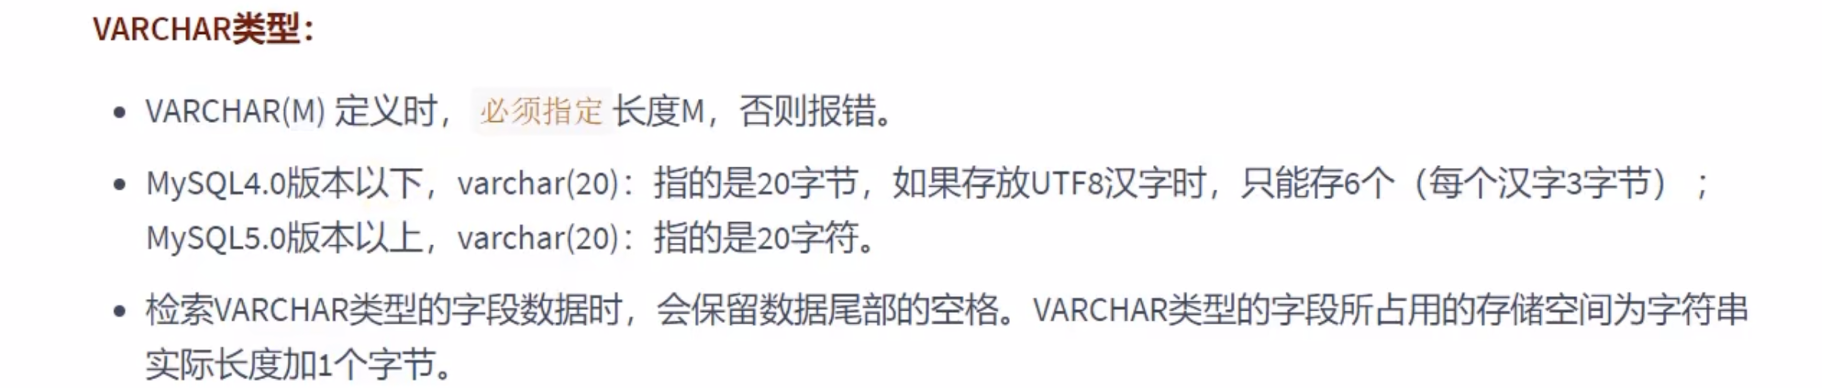 VARCHAR类型：
VARCHAR(M) 定义时，必须指定长度M，否则报错。
MySQL4.0版本以下，varchar(20)：指的是20字节，如果存放UTF8汉字时，只能存6个（每个汉字3字节）；
MySQL5.0版本以上，varchar(20)：指的是20字符。
检索VARCHAR类型的字段数据时，会保留数据尾部的空格。VARCHAR类型的字段所占用的存储空间为字符串
实际长度加1个字节。